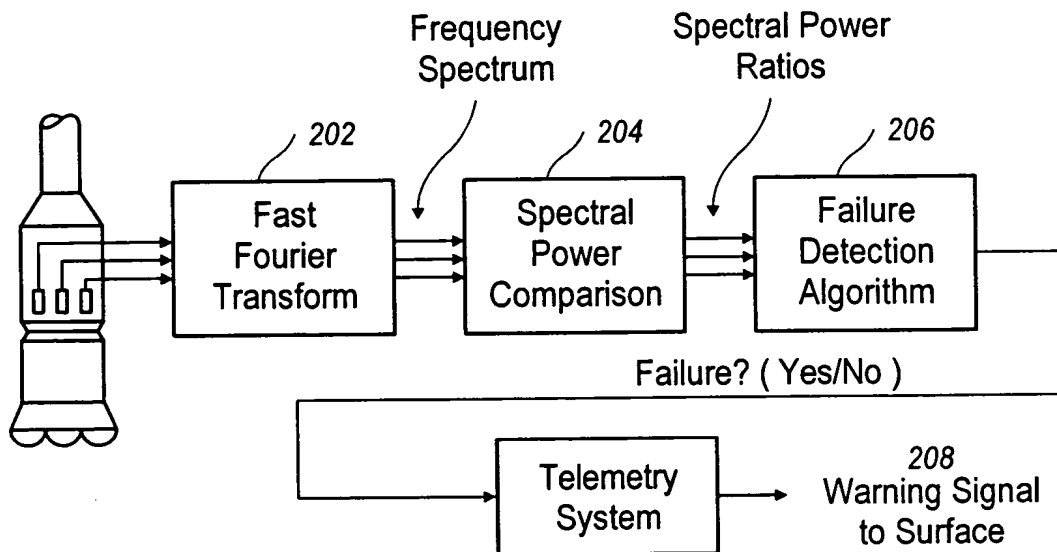 Frequency
Spectrum
Spectral Power
Ratios
202
204
206
Fast
Fourier
Transform
Spectral
Power
Comparison
Failure
Detection
Algorithm
Failure? ( Yes/No )
Telemetry
System
208
Warning Signal
to Surface